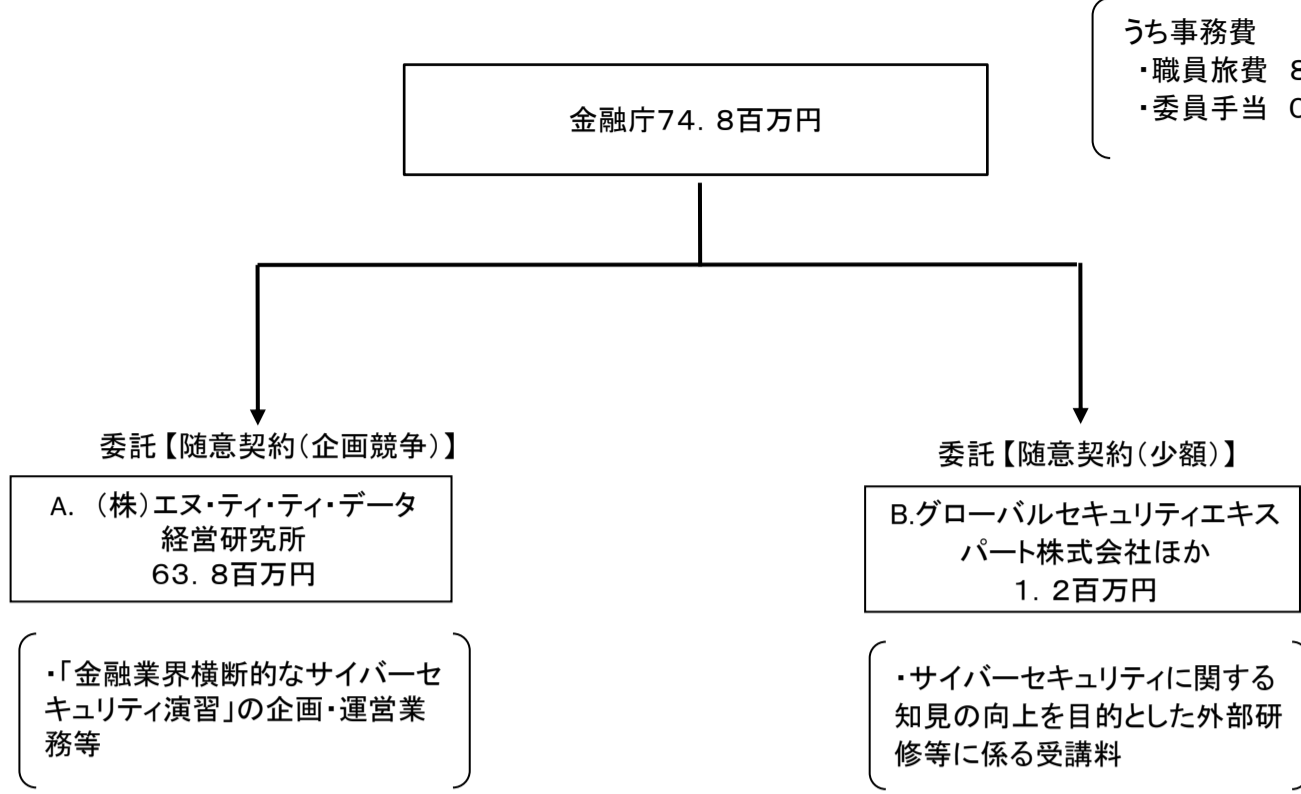 うち事務費
・職員旅費　8
・委員手当　0
金融庁74．8百万円
委託【随意契約（企画競争）】
A.　（株）エヌ・ティ・ティ・データ
経営研究所
63．8百万円
・「金融業界横断的なサイバーセ
キュリティ演習」の企画・運営業
務等
委託【随意契約（少額）】
B.グローバルセキュリティエキス
パート株式会社ほか
1．2百万円
・サイバーセキュリティに関する
知見の向上を目的とした外部研
修等に係る受講料